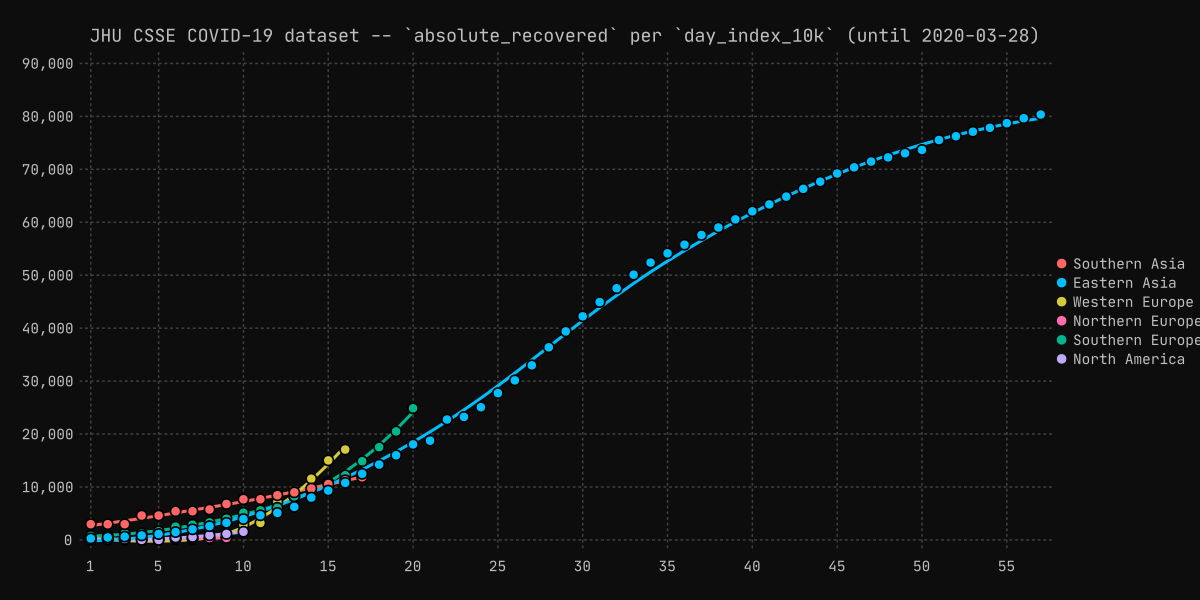 JHU CSSE COVID-19 dataset -- `absolute_recovered` per `day_index_10k` (until 2020-03-28)
90,000
80,000
70,000
60,000
50,000
40,000
30,000
20,000
10,000
0
1 5 10 15 20 25 30 35 40 45 50 55
Southern Asia
Eastern Asia
Western Europe
Northern Europe
Southern Europe
North America